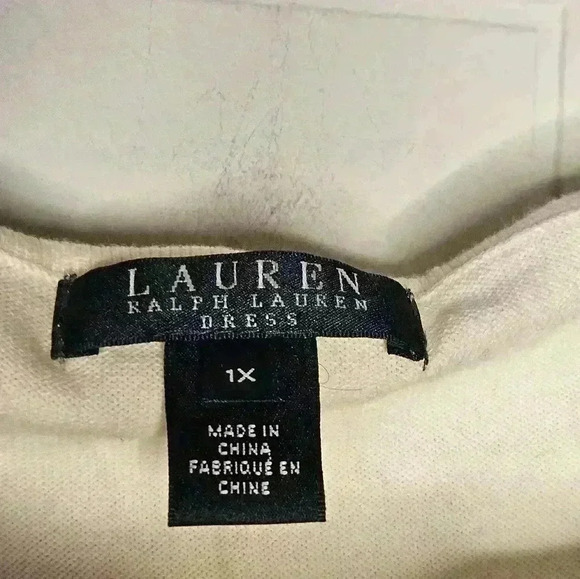 LAUREN
RALPH LAUREN
DRESS
1X
MADE IN
CHINA
FABRIQUÉ EN
CHINE